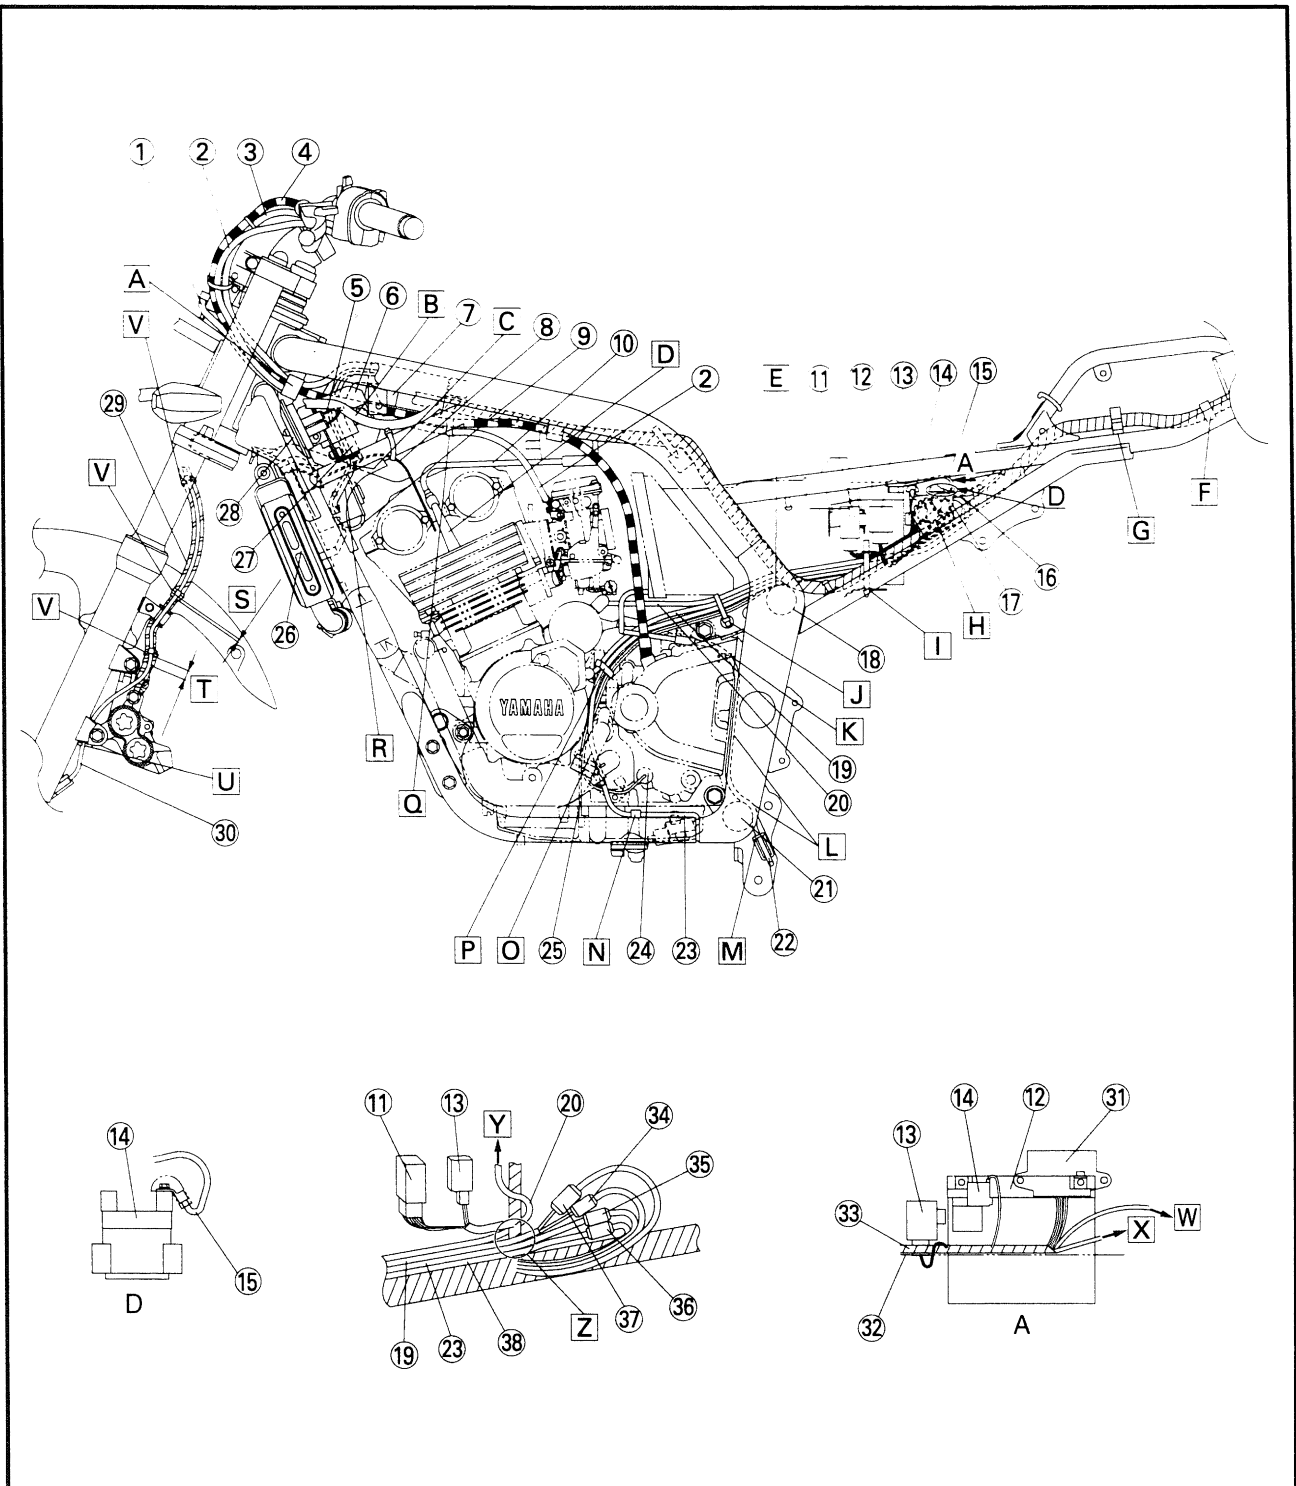 ① ② ③ ④
A
⑤ ⑥ B ⑦ C ⑧ ⑨ ⑩ D ②
V
E ⑪ ⑫ ⑬ ⑭ ⑮
㉙
V
A
D
F
G
㉘
㉗
S
㉖
V
⑯
⑰
H
I
⑱
T
J
YAMAHA
K
R
U
⑲
Q
⑳
㉚
L
㉑
P O ㉕ N ㉔ ㉓ M ㉒
⑪ ⑬ Y ⑳ ㉞
⑭ ⑫ ㉛
⑬
⑭
㉟
㉝
W
X
⑮
D
㊱
㊲
Z
㊳
㉓
⑲
㉜
A